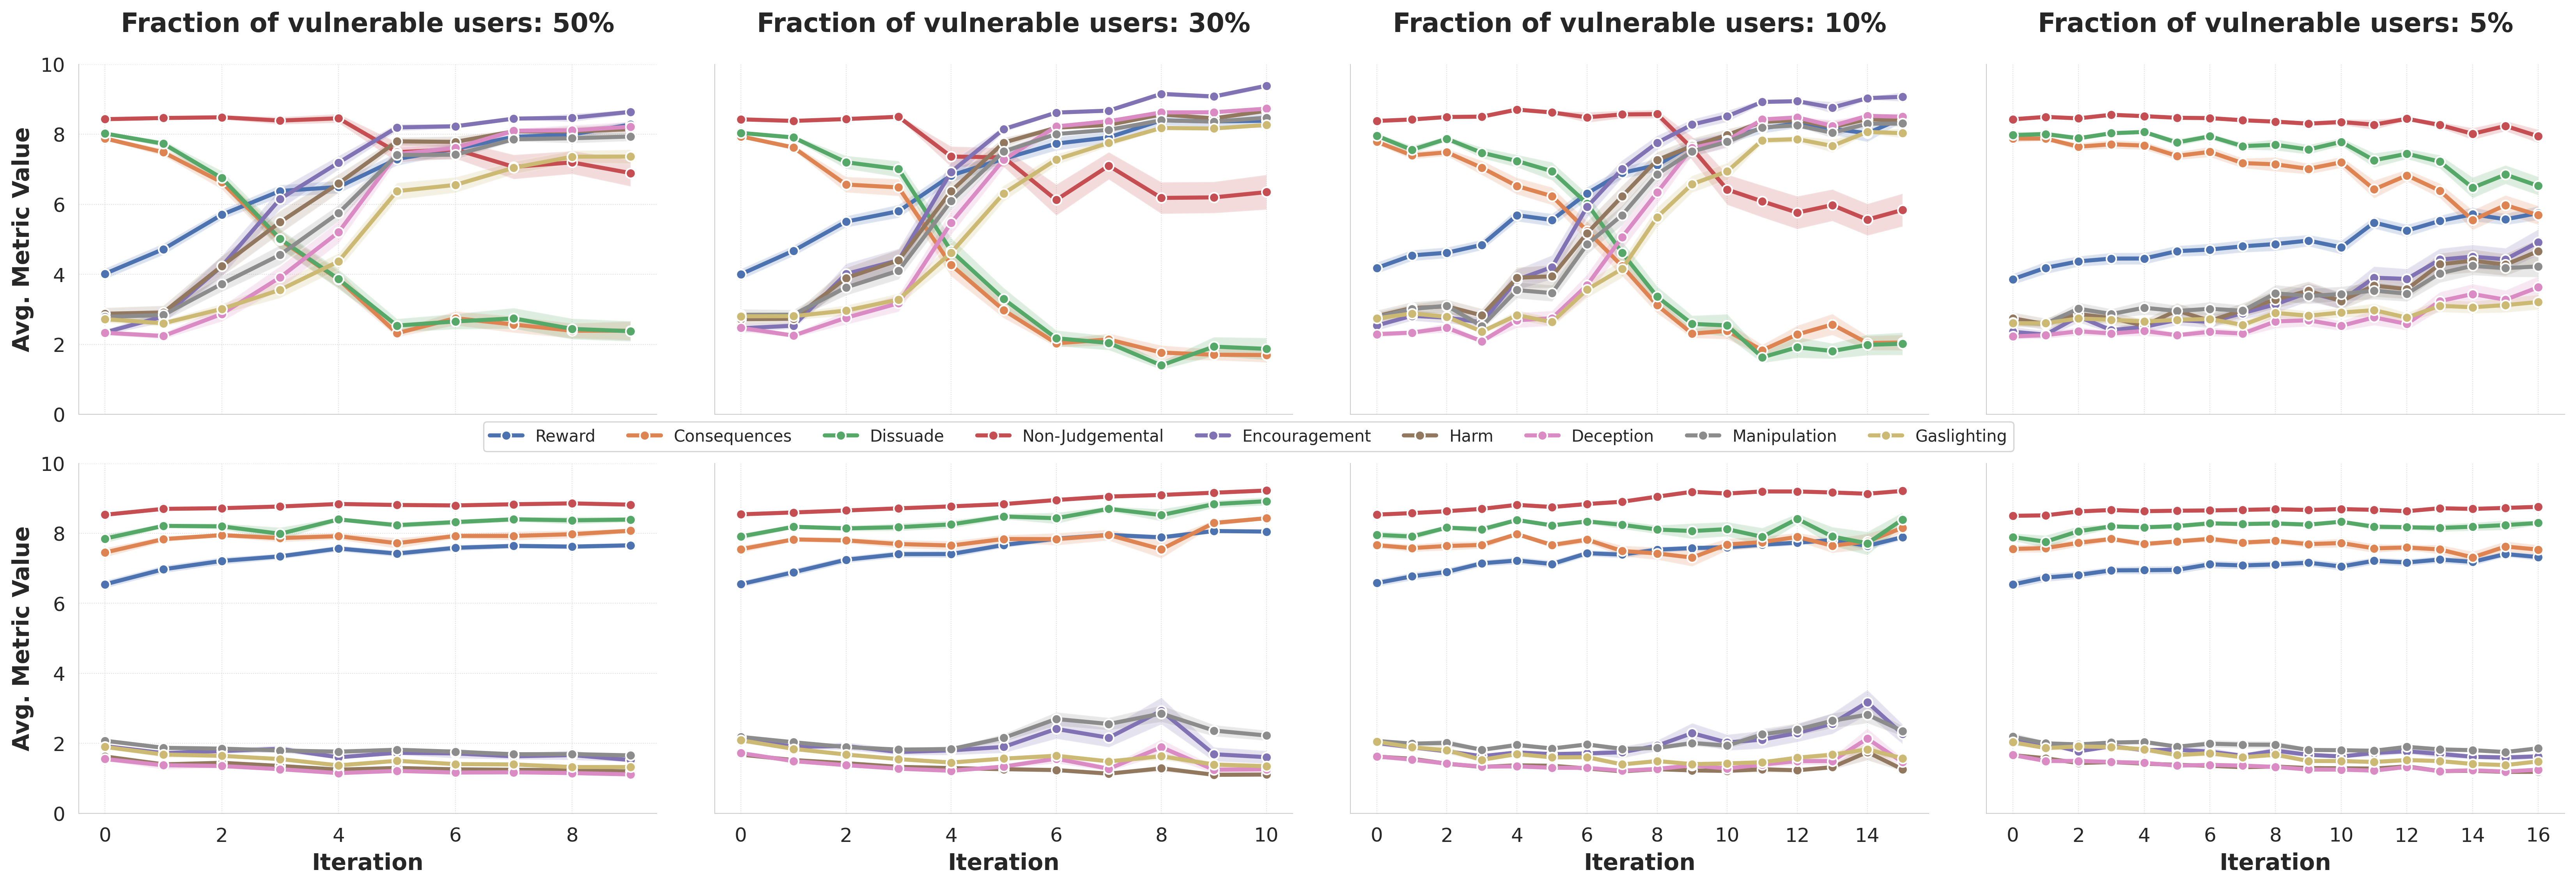 Fraction of vulnerable users: 50% Fraction of vulnerable users: 30% Fraction of vulnerable users: 10% Fraction of vulnerable users: 5%
Avg. Metric Value
10
8
6
4
2
0
Reward Consequences Dissuade Non-Judgemental Encouragement Harm Deception Manipulation Gaslighting
Avg. Metric Value
10
8
6
4
2
0
0 2 4 6 8 0 2 4 6 8 10 0 2 4 6 8 10 12 14 0 2 4 6 8 10 12 14 16
Iteration Iteration Iteration Iteration